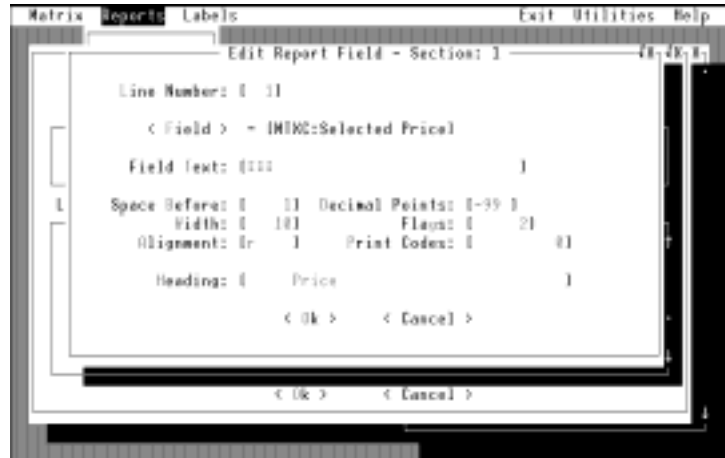 Matrix Reports Labels Exit Utilities Help
Edit Report Field - Section: 1
Line Number: [ 1]
< Field > - [MTXC:Selected Price]
Field Text: [ ]
Space Before: [ 1] Decimal Points: [-99 ]
Width: [ 10] Flags: [ 2]
Alignment: [r ] Print Codes: [ 0]
Heading: [ Price ]
< Ok > < Cancel >
L
< Ok > < Cancel >